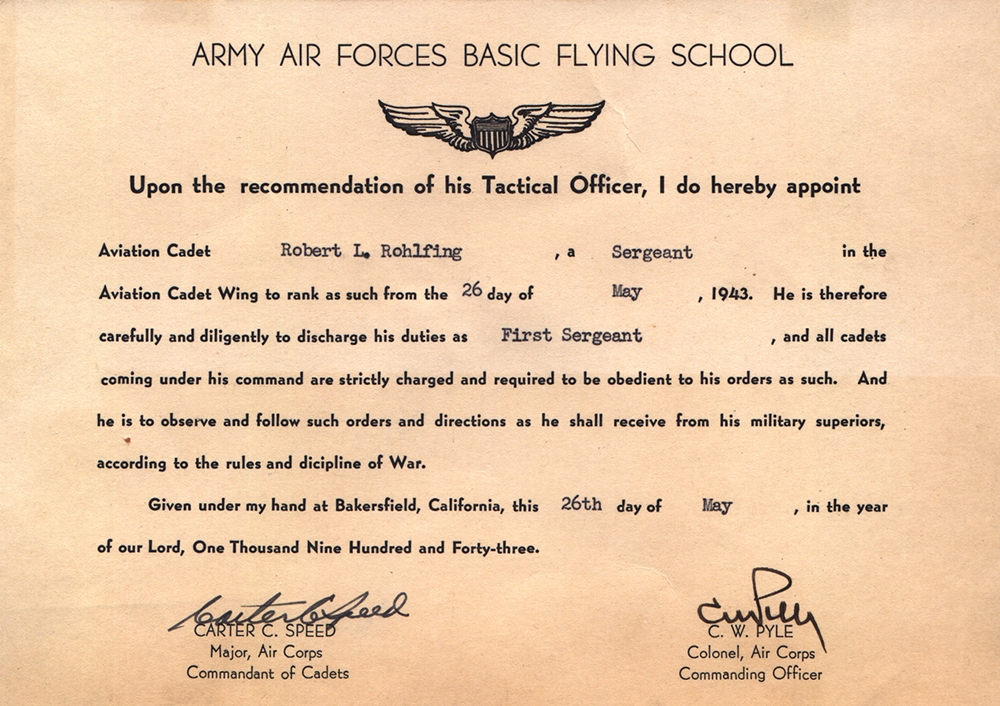 ARMY AIR FORCES BASIC FLYING SCHOOL
Upon the recommendation of his Tactical Officer, I do hereby appoint
Aviation Cadet Robert L. Rohlfing , a Sergeant in the
Aviation Cadet Wing to rank as such from the 26 day of May , 1943. He is therefore
carefully and diligently to discharge his duties as First Sergeant , and all cadets
coming under his command are strictly charged and required to be obedient to his orders as such. And
he is to observe and follow such orders and directions as he shall receive from his military superiors,
according to the rules and dicipline of War.
Given under my hand at Bakersfield, California, this 26th day of May , in the year
of our Lord, One Thousand Nine Hundred and Forty-three.
Carter C Speed
CARTER C. SPEED
Major, Air Corps
Commandant of Cadets
CW Pyle
C. W. PYLE
Colonel, Air Corps
Commanding Officer